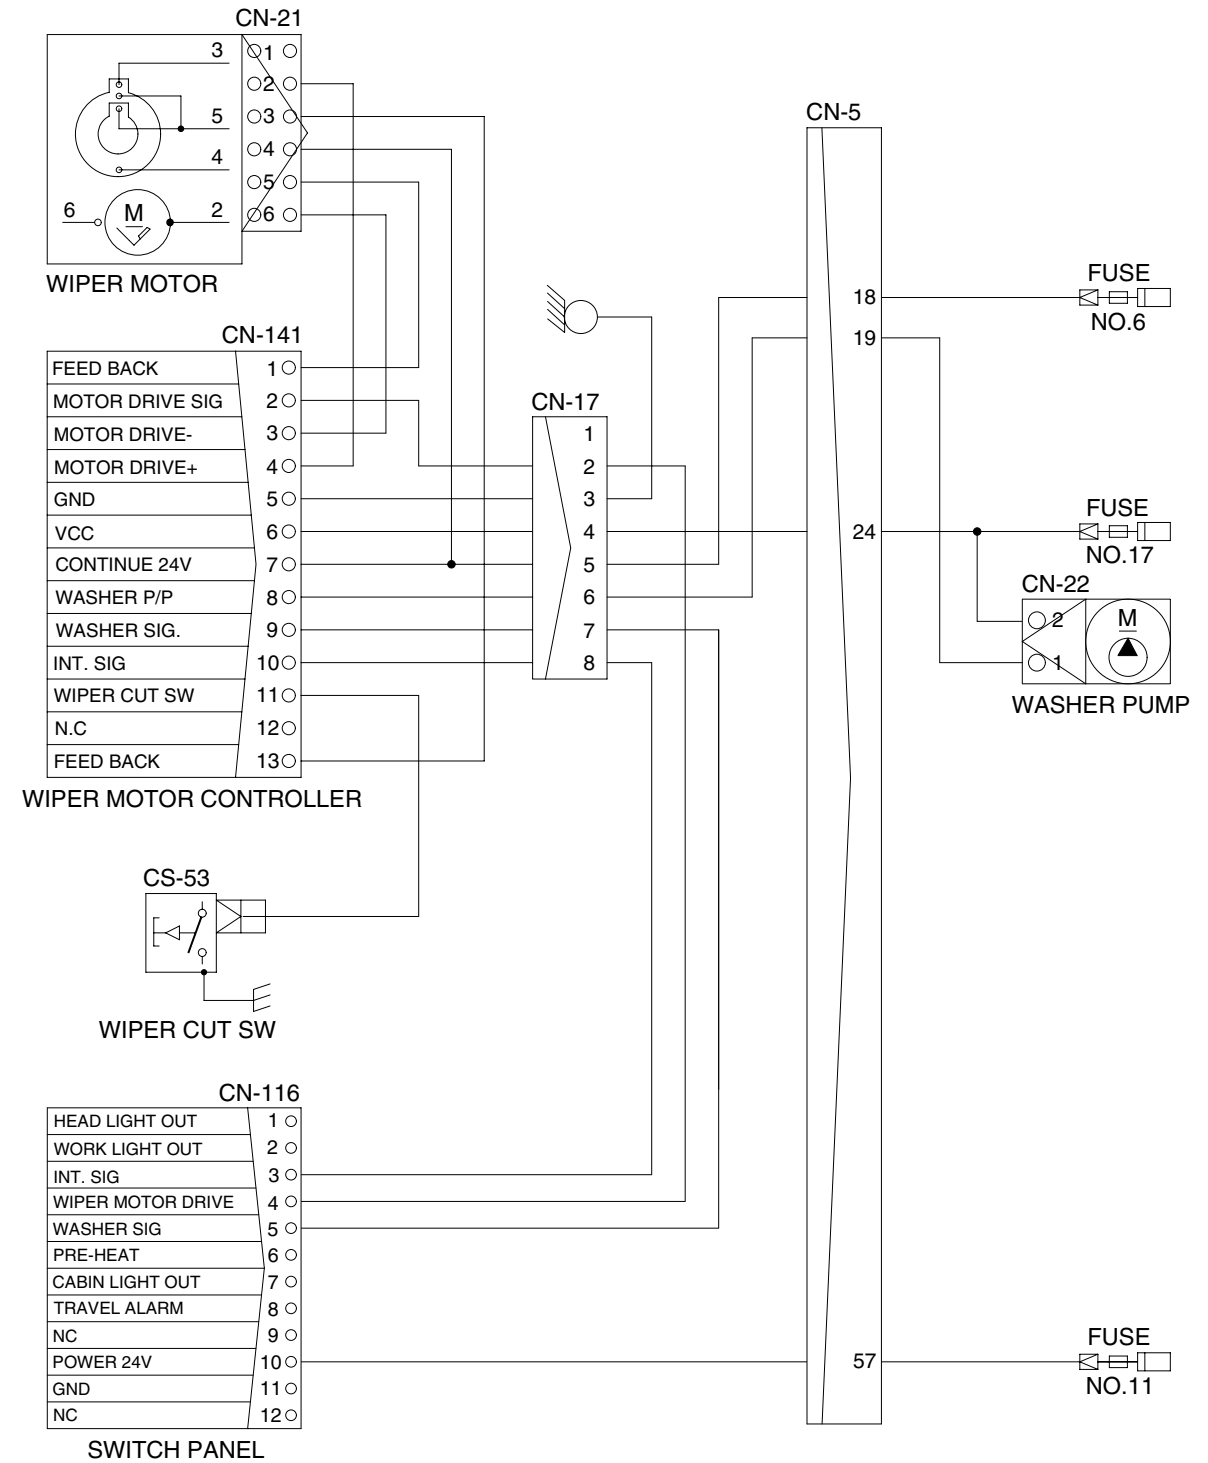 CN-21
3
5
4
6
M
2
1
2
3
4
5
6
WIPER MOTOR
CN-141
FEED BACK 1
MOTOR DRIVE SIG 2
MOTOR DRIVE- 3
MOTOR DRIVE+ 4
GND 5
VCC 6
CONTINUE 24V 7
WASHER P/P 8
WASHER SIG. 9
INT. SIG 10
WIPER CUT SW 11
N.C 12
FEED BACK 13
WIPER MOTOR CONTROLLER
CN-17
1
2
3
4
5
6
7
8
CN-5
18
19
24
57
FUSE
NO.6
FUSE
NO.17
CN-22
2
1
M
WASHER PUMP
CS-53
WIPER CUT SW
CN-116
HEAD LIGHT OUT 1
WORK LIGHT OUT 2
INT. SIG 3
WIPER MOTOR DRIVE 4
WASHER SIG 5
PRE-HEAT 6
CABIN LIGHT OUT 7
TRAVEL ALARM 8
NC 9
POWER 24V 10
GND 11
NC 12
SWITCH PANEL
FUSE
NO.11